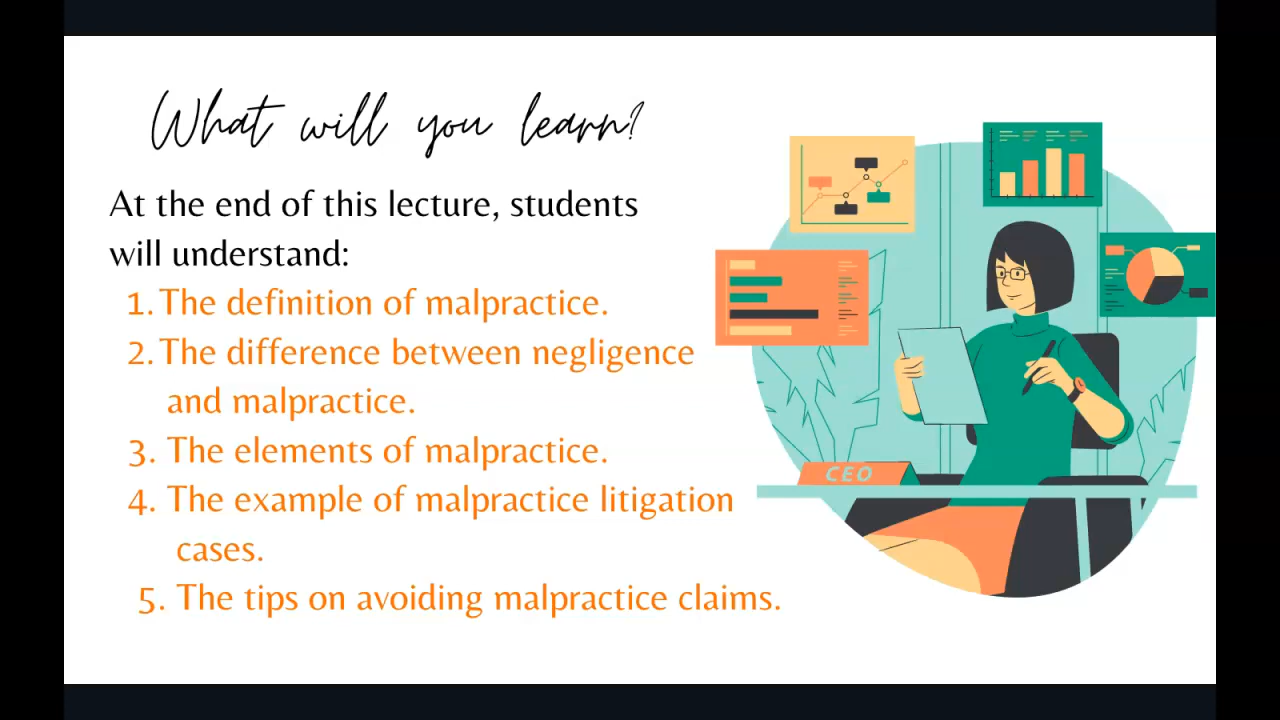 What will you learn?
At the end of this lecture, students
will understand:
1. The definition of malpractice.
2. The difference between negligence
and malpractice.
3. The elements of malpractice.
4. The example of malpractice litigation
cases.
5. The tips on avoiding malpractice claims.
CEO